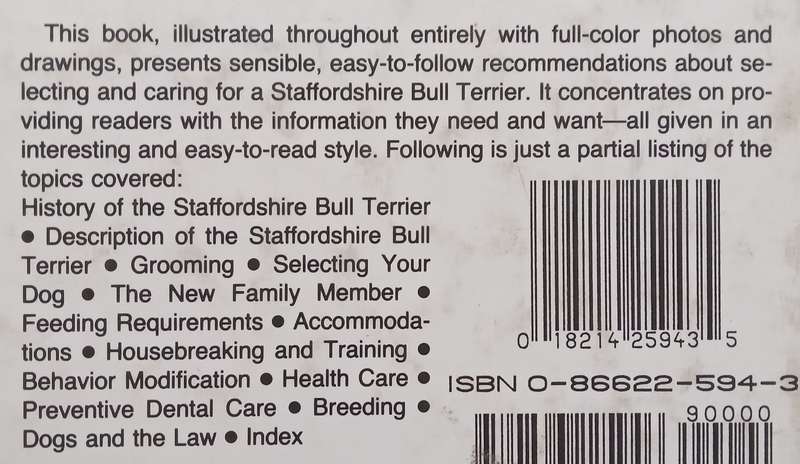 This book, illustrated throughout entirely with full-color photos and
drawings, presents sensible, easy-to-follow recommendations about se-
lecting and caring for a Staffordshire Bull Terrier. It concentrates on pro-
viding readers with the information they need and want—all given in an
interesting and easy-to-read style. Following is just a partial listing of the
topics covered:
History of the Staffordshire Bull Terrier
● Description of the Staffordshire Bull
Terrier ● Grooming ● Selecting Your
Dog ● The New Family Member ●
Feeding Requirements ● Accommoda-
tions ● Housebreaking and Training ●
Behavior Modification ● Health Care ●
Preventive Dental Care ● Breeding ●
Dogs and the Law ● Index
0 18214 25943 5
ISBN 0-86622-594-3
90000